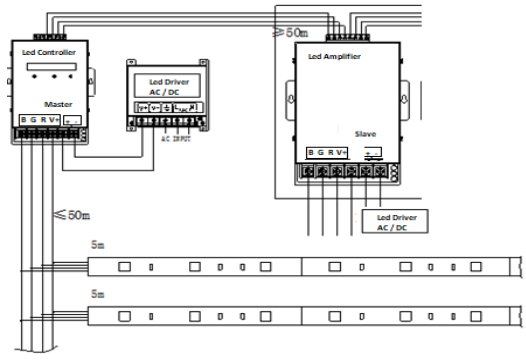 ≥50m
Led Controller
Master
B G R V+ + -
Led Driver
AC / DC
V+ V-
AC INPUT
Led Amplifier
Slave
B G R V+ + -
Led Driver
AC / DC
≤50m
5m
5m